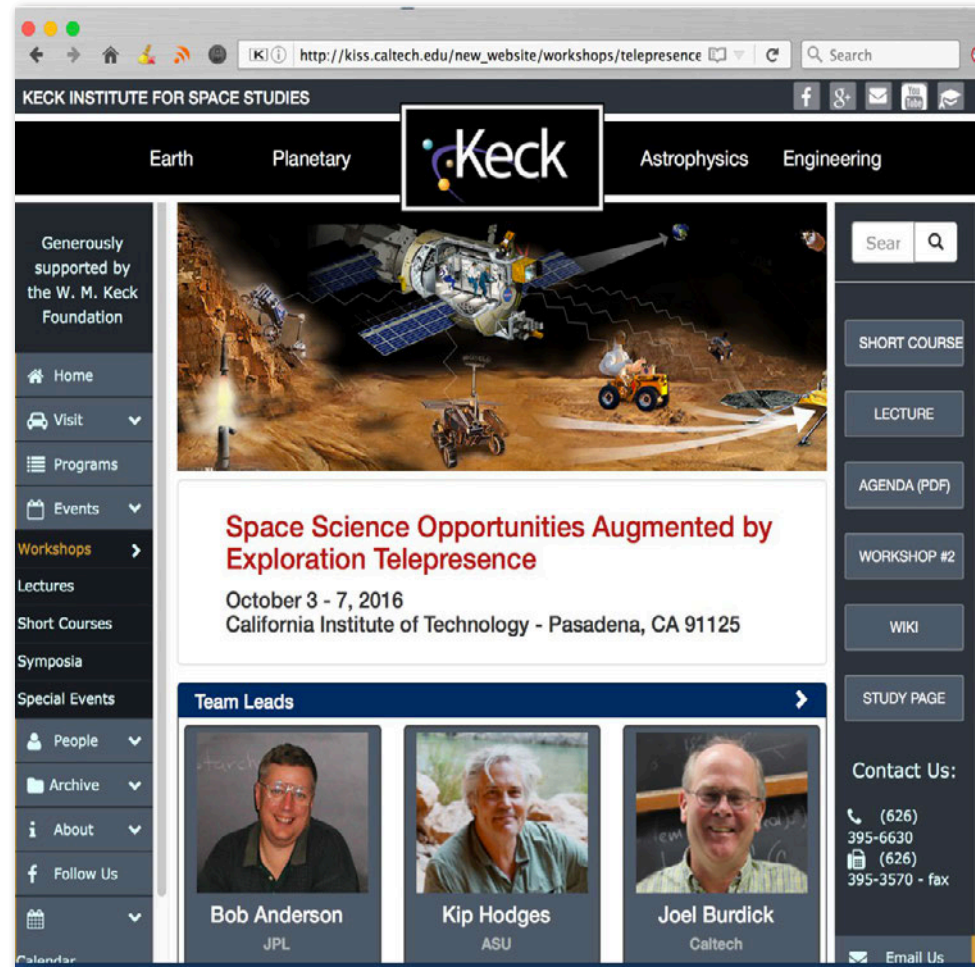 http://kiss.caltech.edu/new_website/workshops/telepresence
Search
KECK INSTITUTE FOR SPACE STUDIES
f
g+
You
Tube
Earth
Planetary
Keck
Astrophysics
Engineering
Generously
supported by
the W. M. Keck
Foundation
Home
Visit
Programs
Events
Workshops
Lectures
Short Courses
Symposia
Special Events
People
Archive
i About
f Follow Us
Calendar
Space Science Opportunities Augmented by
Exploration Telepresence
October 3 - 7, 2016
California Institute of Technology - Pasadena, CA 91125
Team Leads
Bob Anderson
JPL
Kip Hodges
ASU
Joel Burdick
Caltech
Sear
SHORT COURSE
LECTURE
AGENDA (PDF)
WORKSHOP #2
WIKI
STUDY PAGE
Contact Us:
(626)
395-6630
(626)
395-3570 - fax
Email Us